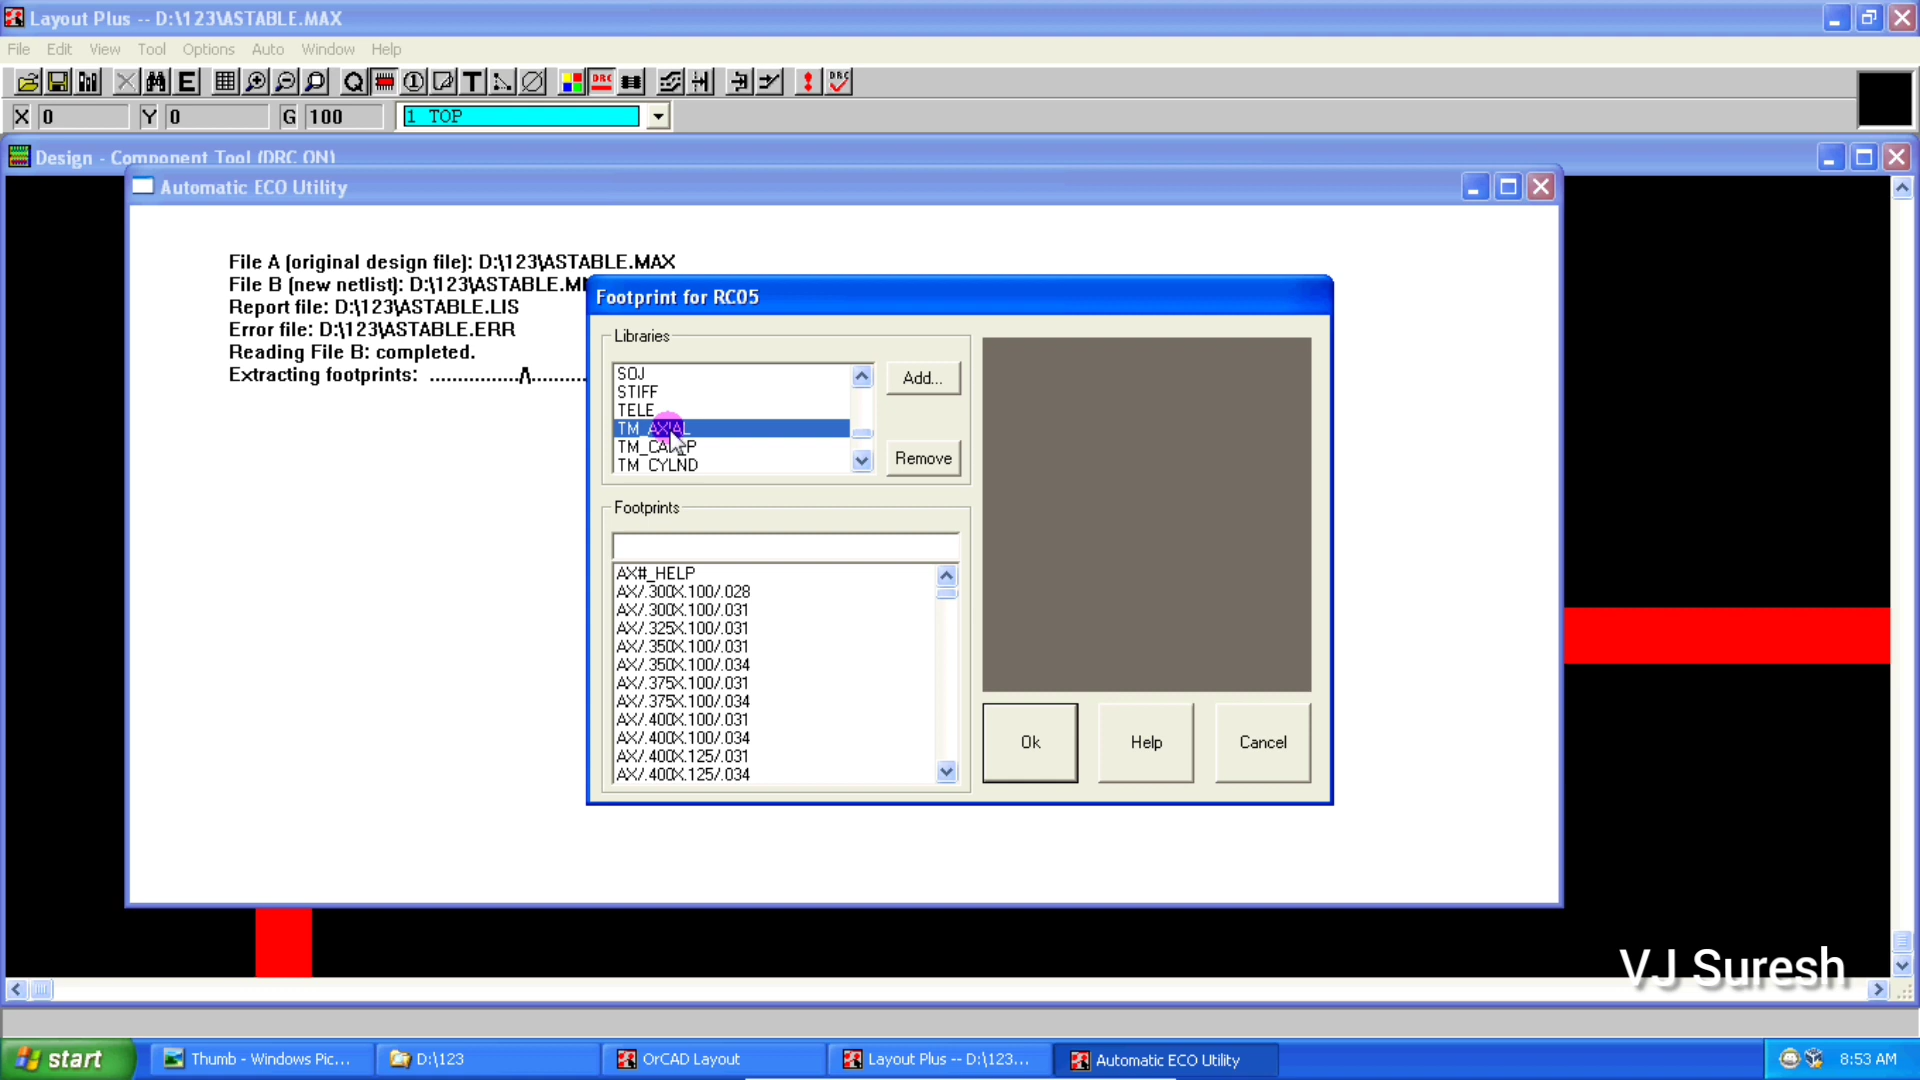 Layout Plus -- D:\123\ASTABLE.MAX
File Edit View Tool Options Auto Window Help
X 0 Y 0 G 100 1 TOP
Design - Component Tool (DRC ON)
Automatic ECO Utility
File A (original design file): D:\123\ASTABLE.MAX
File B (new netlist): D:\123\ASTABLE.M
Report file: D:\123\ASTABLE.LIS
Error file: D:\123\ASTABLE.ERR
Reading File B: completed.
Extracting footprints: ................/\..........
Footprint for RC05
Libraries
SOJ
STIFF
TELE
TM_AXIAL
TM_CAP_P
TM_CYLND
Add...
Remove
Footprints
AX#_HELP
AX/.300X.100/.028
AX/.300X.100/.031
AX/.325X.100/.031
AX/.350X.100/.031
AX/.350X.100/.034
AX/.375X.100/.031
AX/.375X.100/.034
AX/.400X.100/.031
AX/.400X.100/.034
AX/.400X.125/.031
AX/.400X.125/.034
Ok
Help
Cancel
VJ Suresh
start
Thumb - Windows Pic...
D:\123
OrCAD Layout
Layout Plus -- D:\123...
Automatic ECO Utility
8:53 AM